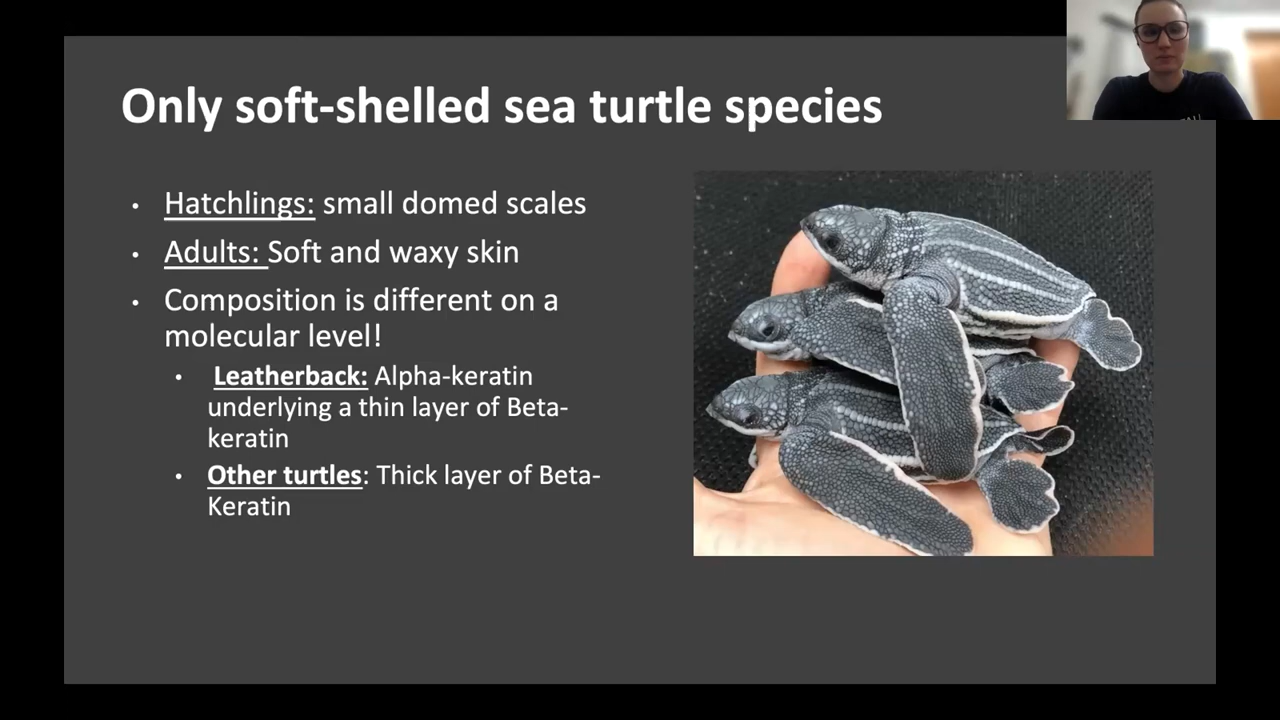 Only soft-shelled sea turtle species
• Hatchlings: small domed scales
• Adults: Soft and waxy skin
• Composition is different on a
molecular level!
• Leatherback: Alpha-keratin
underlying a thin layer of Beta-
keratin
• Other turtles: Thick layer of Beta-
Keratin